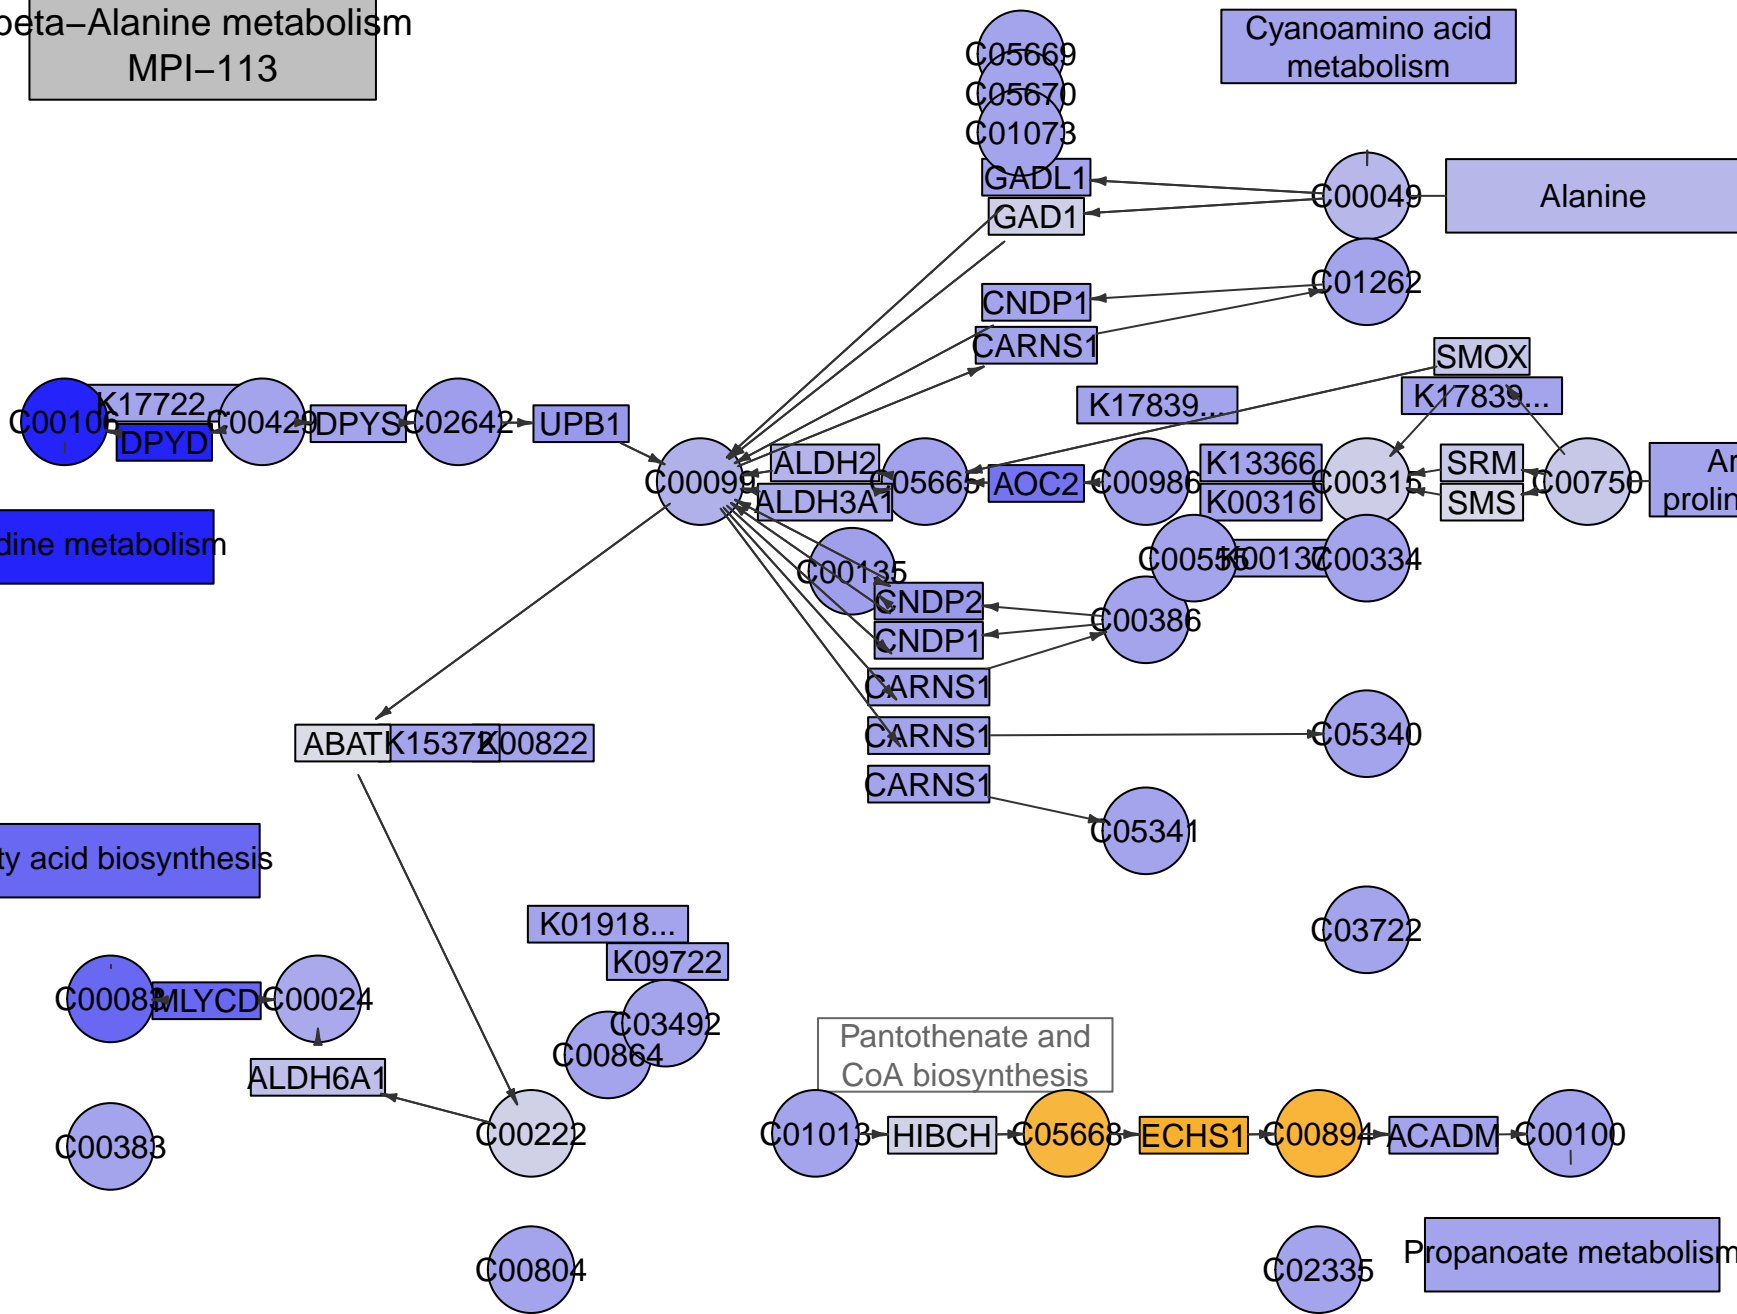 beta−Alanine metabolism
MPI−113
C05669
C05670
C01073
Cyanoamino acid
metabolism
GADL1
GAD1
C00049
Alanine
CNDP1
C01262
CARNS1
SMOX
K17839...
K17839...
C00106
K17722
DPYD
C00429
DPYS
C02642
UPB1
C00099
ALDH2
ALDH3A1
C05665
AOC2
C00986
K13366
K00316
C00315
SRM
SMS
C00750
Ar
prolin
dine metabolism
C00135
C00555
K00137
C00334
CNDP2
CNDP1
C00386
CARNS1
CARNS1
C05340
CARNS1
C05341
ABAT
K15372
K00822
ty acid biosynthesis
K01918...
K09722
C03722
C00083
MLYCD
C00024
C03492
C00864
ALDH6A1
Pantothenate and
CoA biosynthesis
C00383
C00222
C01013
HIBCH
C05668
ECHS1
C00894
ACADM
C00100
C00804
C02335
Propanoate metabolism